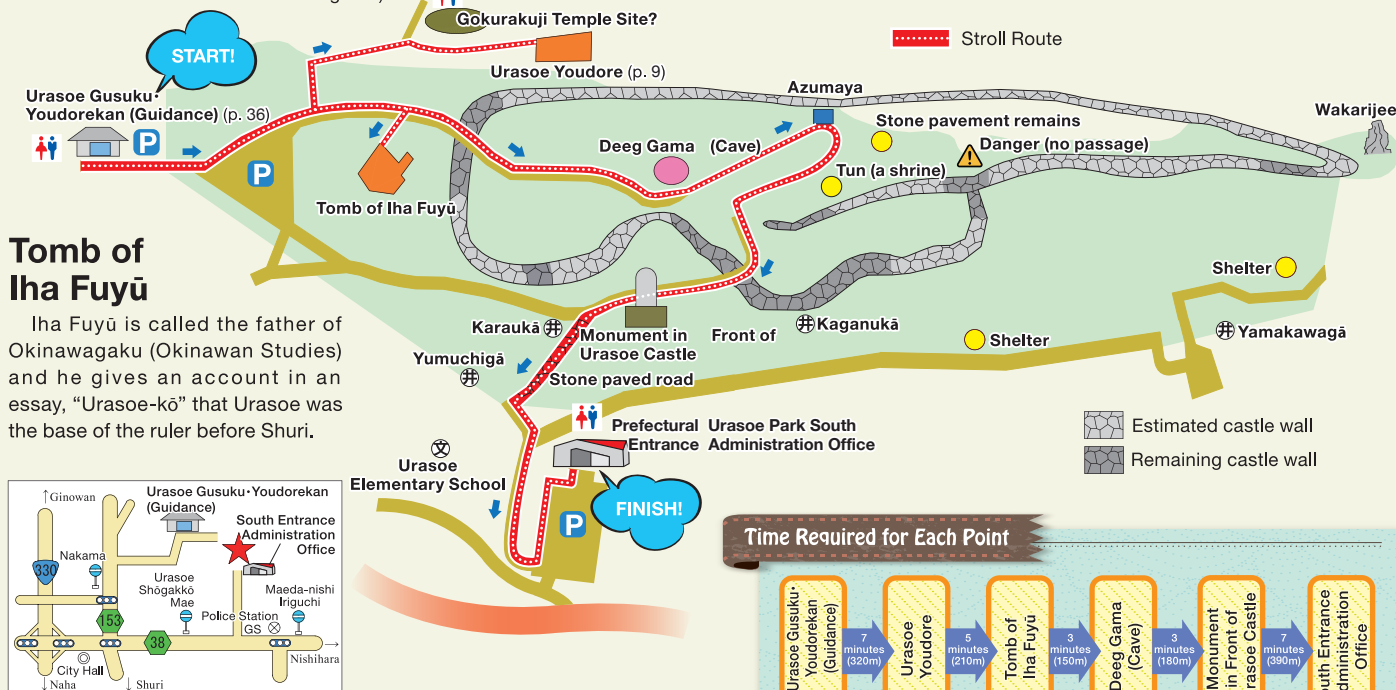 Gokurakuji Temple Site?
START!
Stroll Route
Urasoe Youdore (p. 9)
Urasoe Gusuku・
Youdorekan (Guidance) (p. 36)
P
P
Azumaya
Wakarijee
Stone pavement remains
Danger (no passage)
Deeg Gama (Cave)
Tun (a shrine)
Tomb of Iha Fuyū
Tomb of
Iha Fuyū
Iha Fuyū is called the father of
Okinawagaku (Okinawan Studies)
and he gives an account in an
essay, “Urasoe-kō” that Urasoe was
the base of the ruler before Shuri.
Shelter
Karaukā
井
Monument in Front of
Urasoe Castle
井
Kaganukā
井
Yamakawagā
Shelter
Yumuchigā
井
Stone paved road
Prefectural Urasoe Park South
Entrance Administration Office
文
Urasoe
Elementary School
FINISH!
P
Estimated castle wall
Remaining castle wall
↑Ginowan
Urasoe Gusuku・Youdorekan
(Guidance)
South Entrance
Administration
Office
Nakama
330
Urasoe
Shōgakkō
Mae
Maeda-nishi
Iriguchi
Police Station
GS
153
38
City Hall
Nishihara
→
↓Naha
↓Shuri
Time Required for Each Point
Urasoe Gusuku・
Youdorekan
(Guidance)
7
minutes
(320m)
Urasoe
Youdore
5
minutes
(210m)
Tomb of
Iha Fuyū
3
minutes
(150m)
Deeg Gama
(Cave)
3
minutes
(180m)
Monument
in Front of
Urasoe Castle
7
minutes
(390m)
South Entrance
Administration
Office